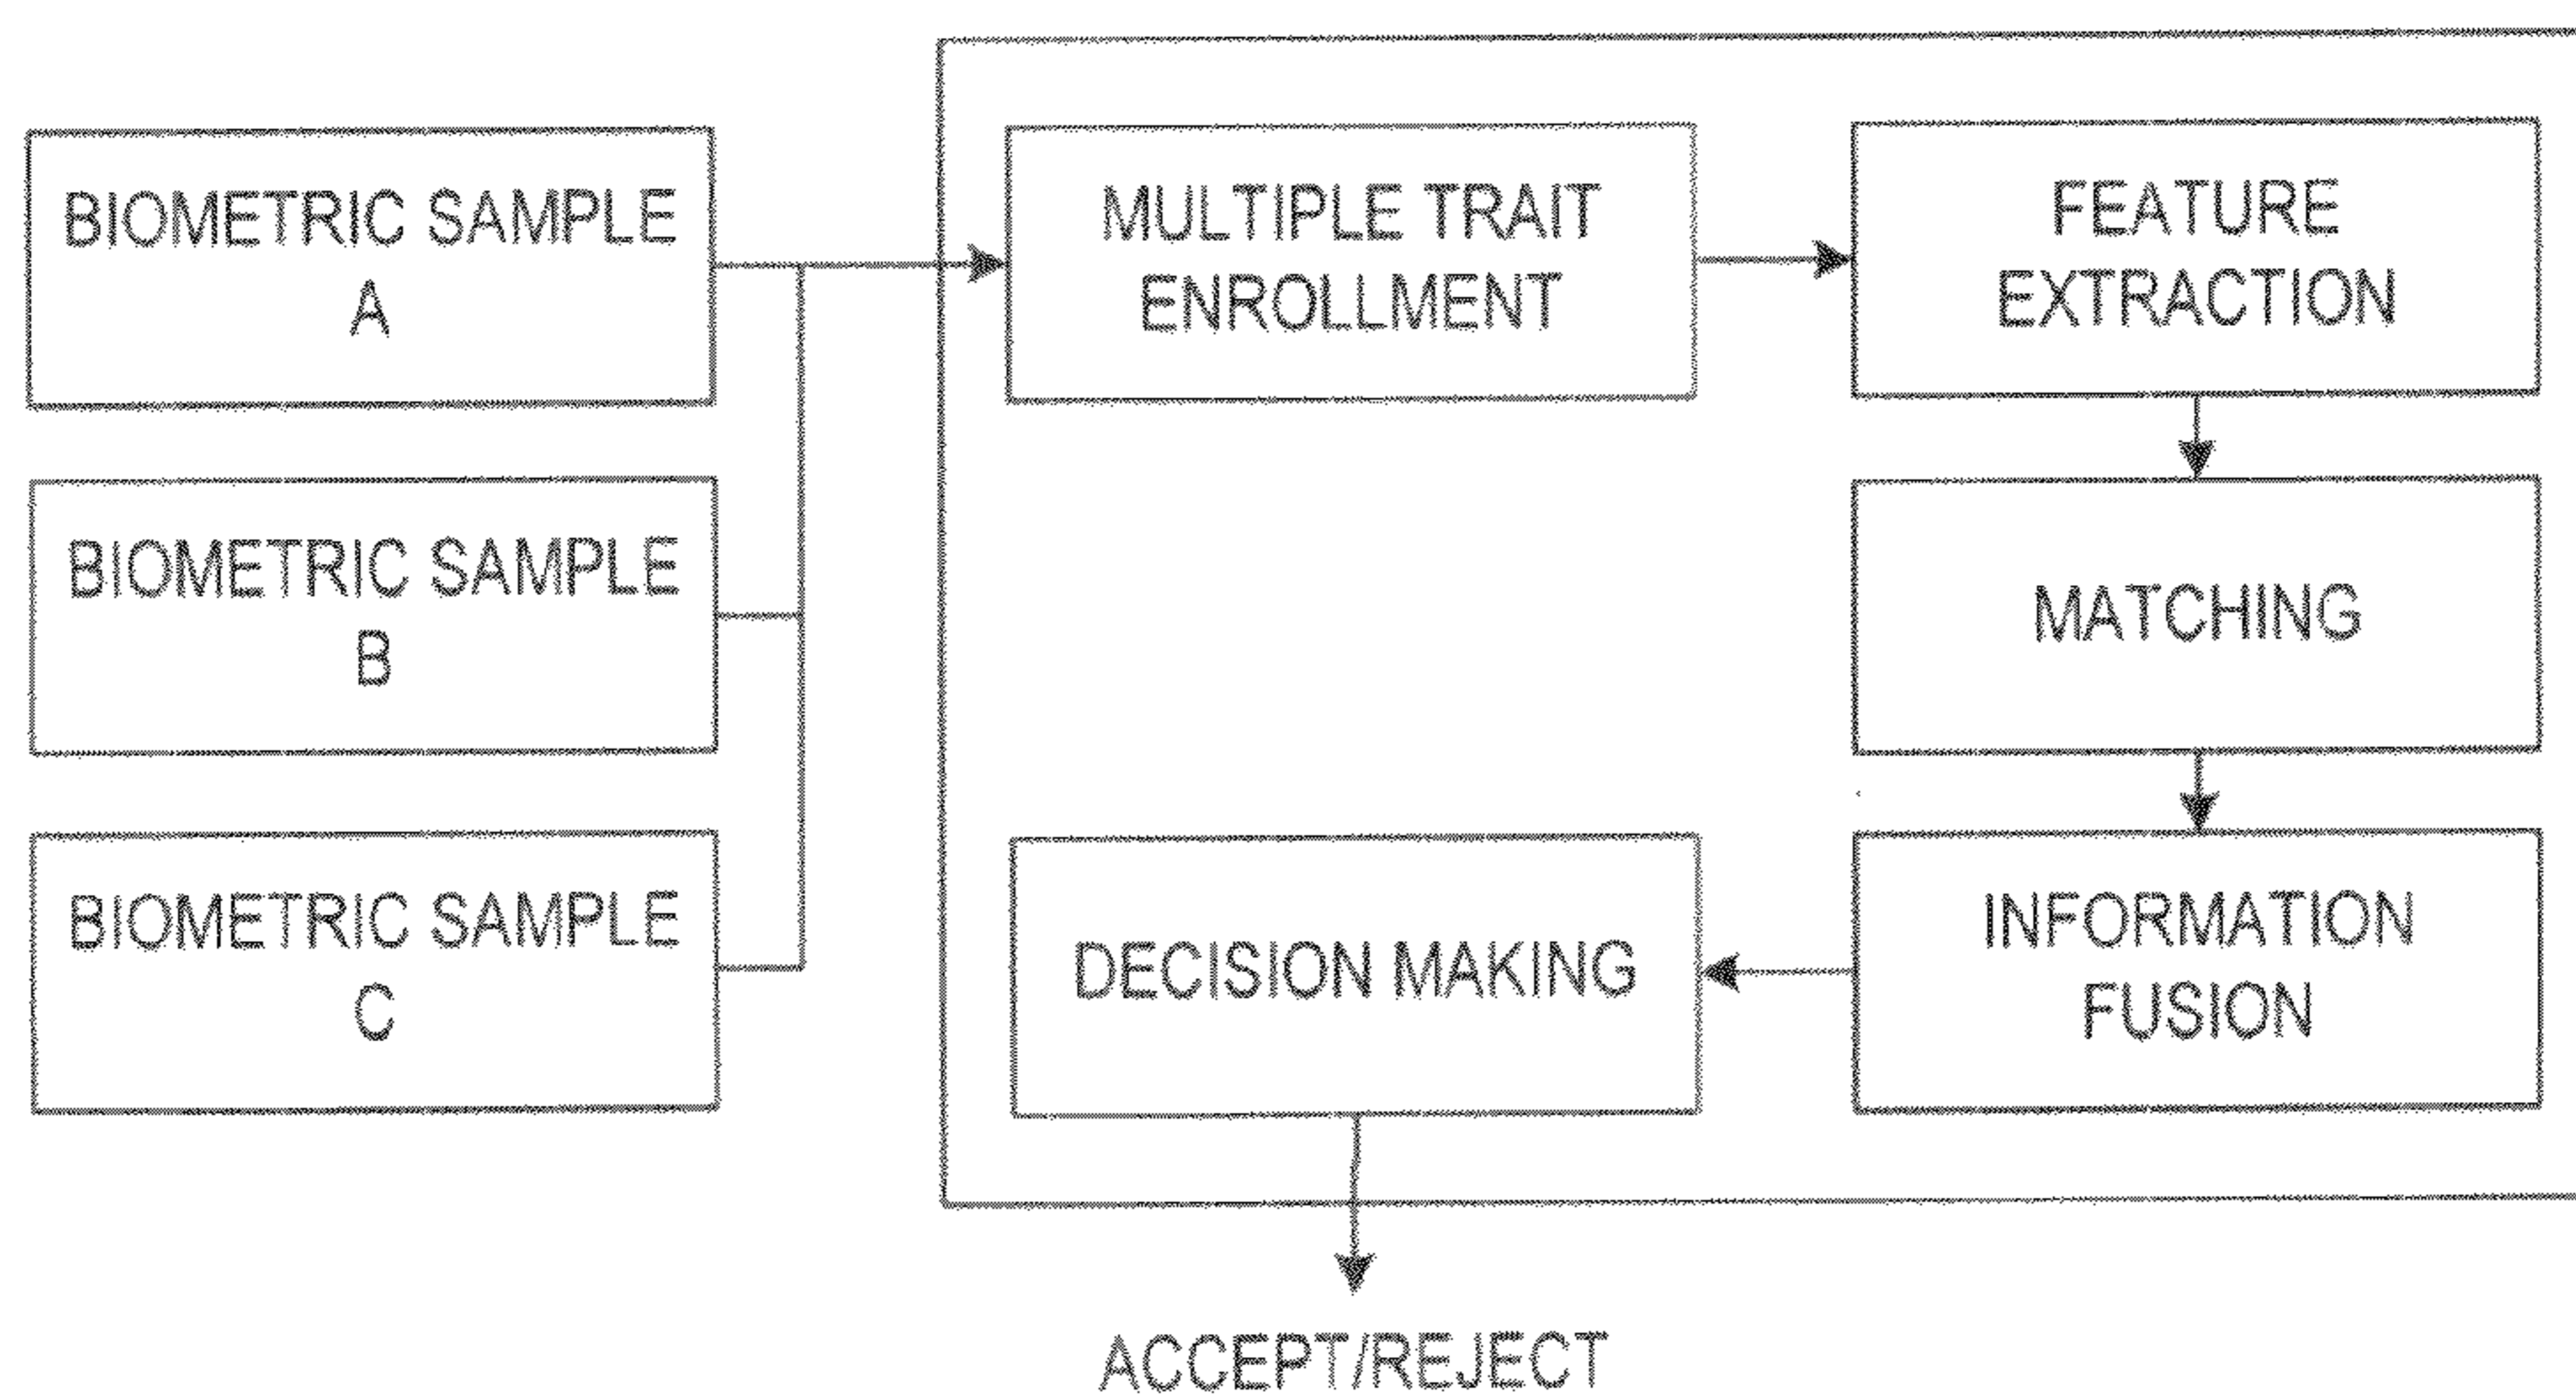 BIOMETRIC SAMPLE
A
MULTIPLE TRAIT
ENROLLMENT
FEATURE
EXTRACTION
BIOMETRIC SAMPLE
B
MATCHING
BIOMETRIC SAMPLE
C
DECISION MAKING
INFORMATION
FUSION
ACCEPT/REJECT